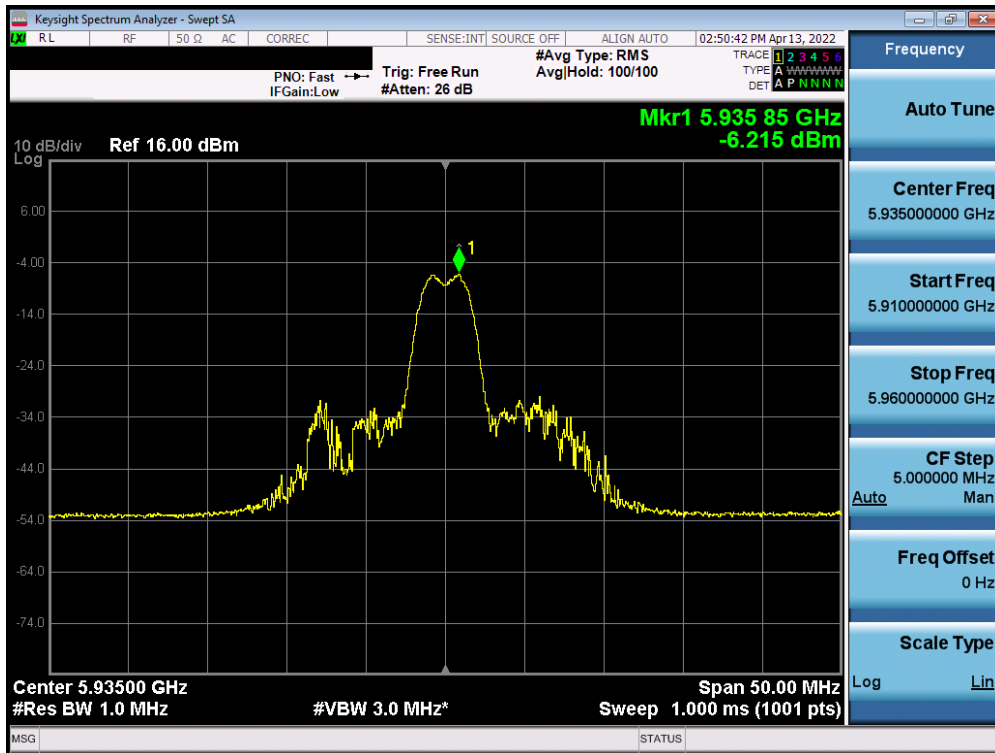 Keysight Spectrum Analyzer - Swept SA
LXI RL RF 50 Ω AC CORREC SENSE:INT SOURCE OFF ALIGN AUTO 02:50:42 PM Apr 13, 2022
PNO: Fast
IFGain:Low
Trig: Free Run
#Atten: 26 dB
#Avg Type: RMS
Avg|Hold: 100/100
TRACE 1 2 3 4 5 6
TYPE A WWWWW
DET A P N N N N
Mkr1 5.935 85 GHz
-6.215 dBm
10 dB/div Ref 16.00 dBm
Log
6.00
-4.00
-14.0
-24.0
-34.0
-44.0
-54.0
-64.0
-74.0
1
Center 5.93500 GHz Span 50.00 MHz
#Res BW 1.0 MHz #VBW 3.0 MHz* Sweep 1.000 ms (1001 pts)
MSG STATUS
Frequency
Auto Tune
Center Freq
5.935000000 GHz
Start Freq
5.910000000 GHz
Stop Freq
5.960000000 GHz
CF Step
5.000000 MHz
Auto Man
Freq Offset
0 Hz
Scale Type
Log Lin